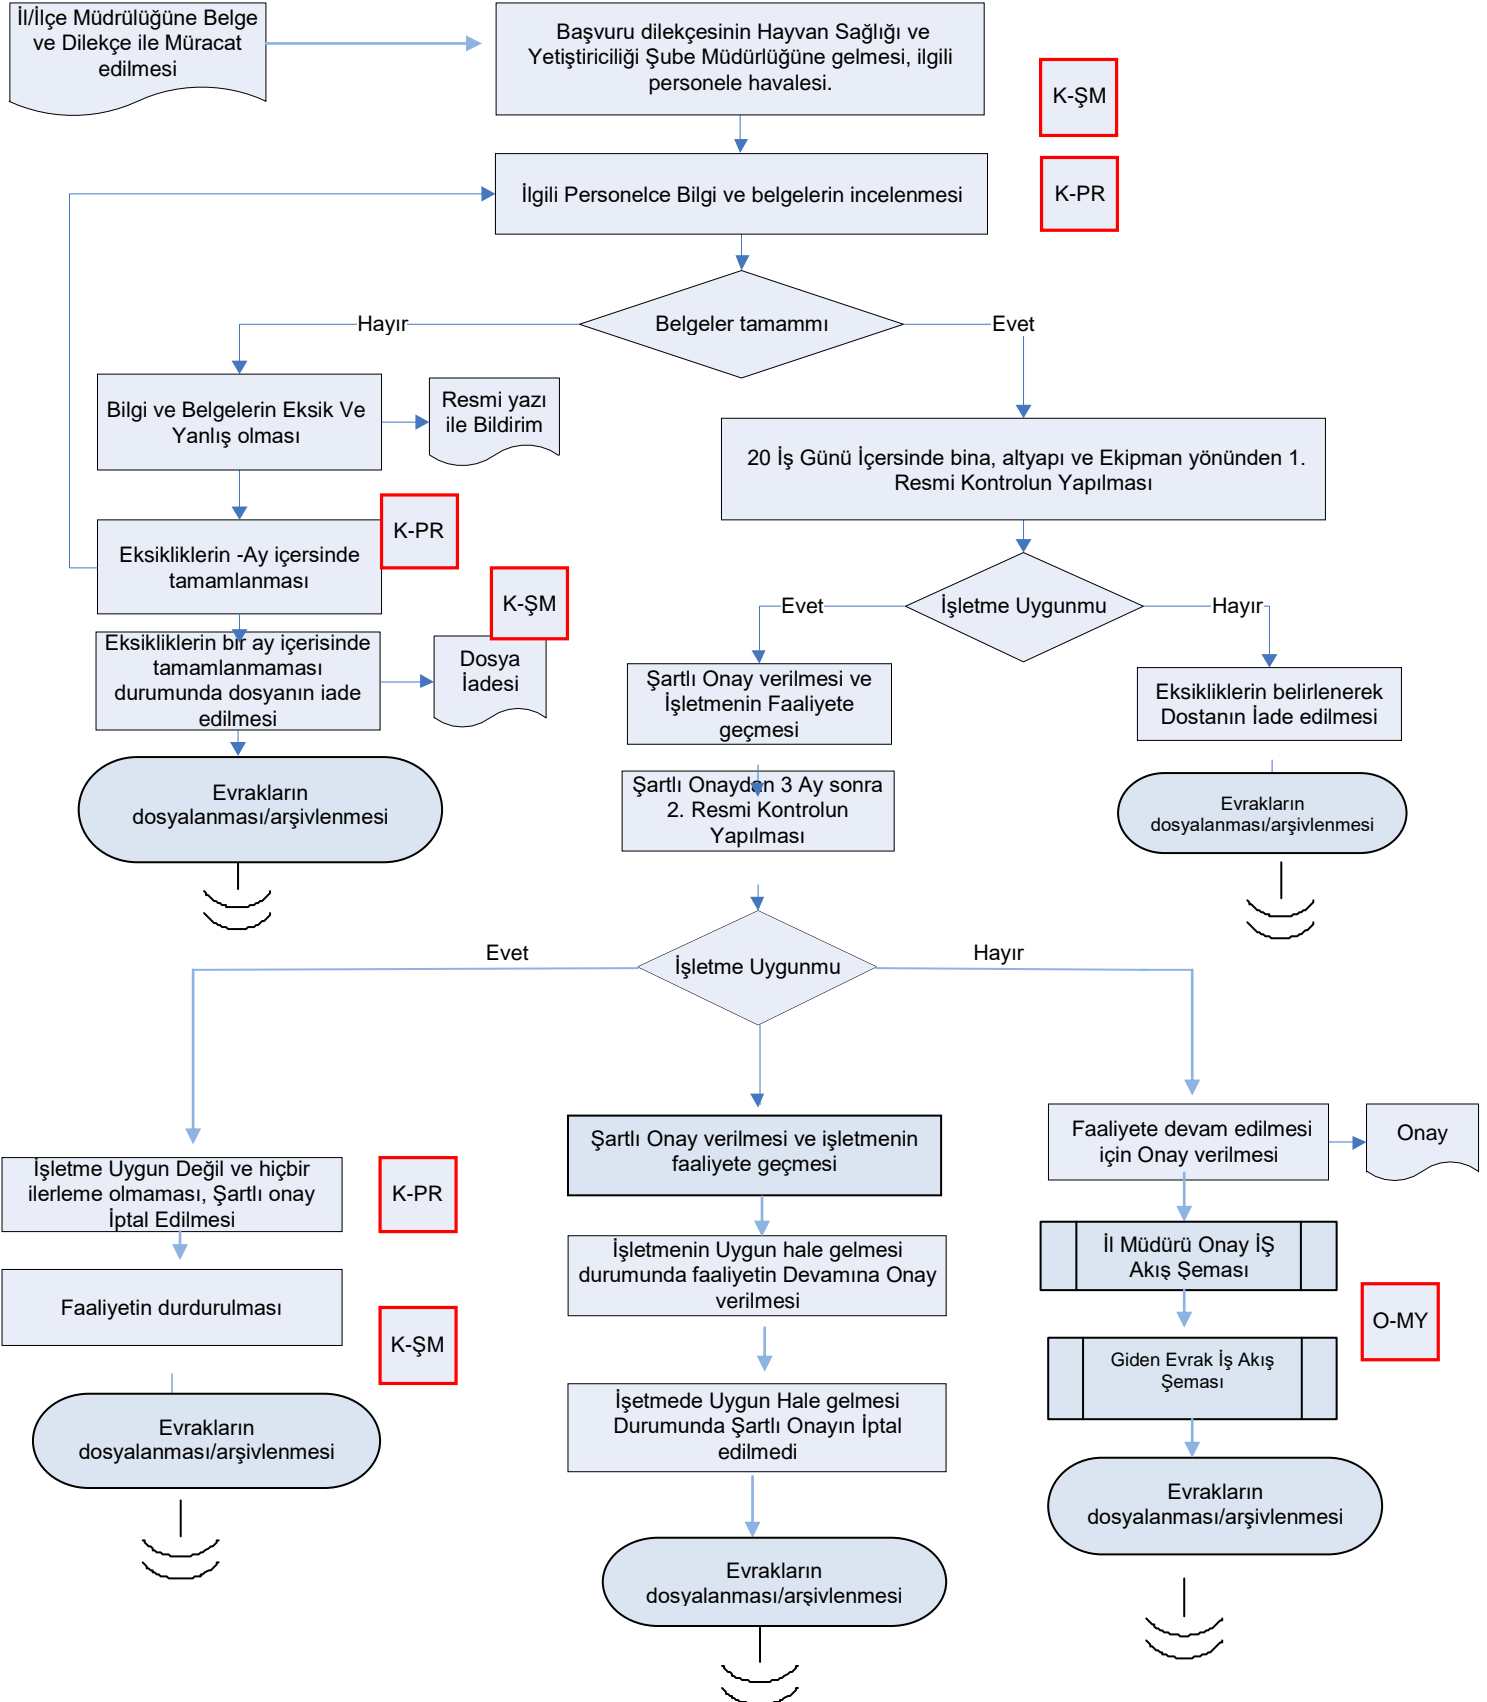 İl/İlçe Müdrülüğüne Belge
ve Dilekçe ile Müracat
edilmesi
Başvuru dilekçesinin Hayvan Sağlığı ve
Yetiştiriciliği Şube Müdürlüğüne gelmesi, ilgili
personele havalesi.
K-ŞM
İlgili Personelce Bilgi ve belgelerin incelenmesi
K-PR
Belgeler tamammı
Hayır
Evet
Bilgi ve Belgelerin Eksik Ve
Yanlış olması
Resmi yazı
ile Bildirim
20 İş Günü İçersinde bina, altyapı ve Ekipman yönünden 1.
Resmi Kontrolun Yapılması
K-PR
Eksikliklerin -Ay içersinde
tamamlanması
K-ŞM
İşletme Uygunmu
Evet
Hayır
Eksikliklerin bir ay içerisinde
tamamlanmaması
durumunda dosyanın iade
edilmesi
Dosya
İadesi
Şartlı Onay verilmesi ve
İşletmenin Faaliyete
geçmesi
Eksikliklerin belirlenerek
Dostanın İade edilmesi
Evrakların
dosyalanması/arşivlenmesi
Şartlı Onaydan 3 Ay sonra
2. Resmi Kontrolun
Yapılması
Evrakların
dosyalanması/arşivlenmesi
Evet
İşletme Uygunmu
Hayır
İşletme Uygun Değil ve hiçbir
ilerleme olmaması, Şartlı onay
İptal Edilmesi
K-PR
Şartlı Onay verilmesi ve işletmenin
faaliyete geçmesi
Faaliyete devam edilmesi
için Onay verilmesi
Onay
Faaliyetin durdurulması
K-ŞM
İşletmenin Uygun hale gelmesi
durumunda faaliyetin Devamına Onay
verilmesi
İl Müdürü Onay İŞ
Akış Şeması
O-MY
Giden Evrak İş Akış
Şeması
Evrakların
dosyalanması/arşivlenmesi
İşetmede Uygun Hale gelmesi
Durumunda Şartlı Onayın İptal
edilmedi
Evrakların
dosyalanması/arşivlenmesi
Evrakların
dosyalanması/arşivlenmesi